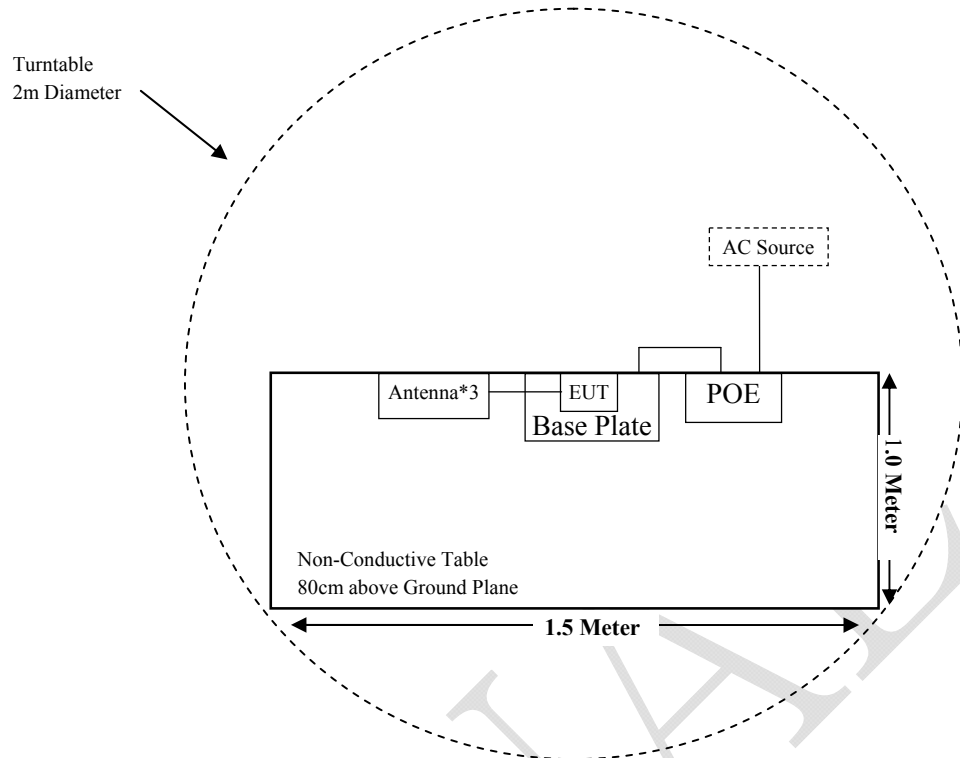 Turntable
2m Diameter
AC Source
Antenna*3
EUT
POE
Base Plate
1.0 Meter
Non-Conductive Table
80cm above Ground Plane
1.5 Meter